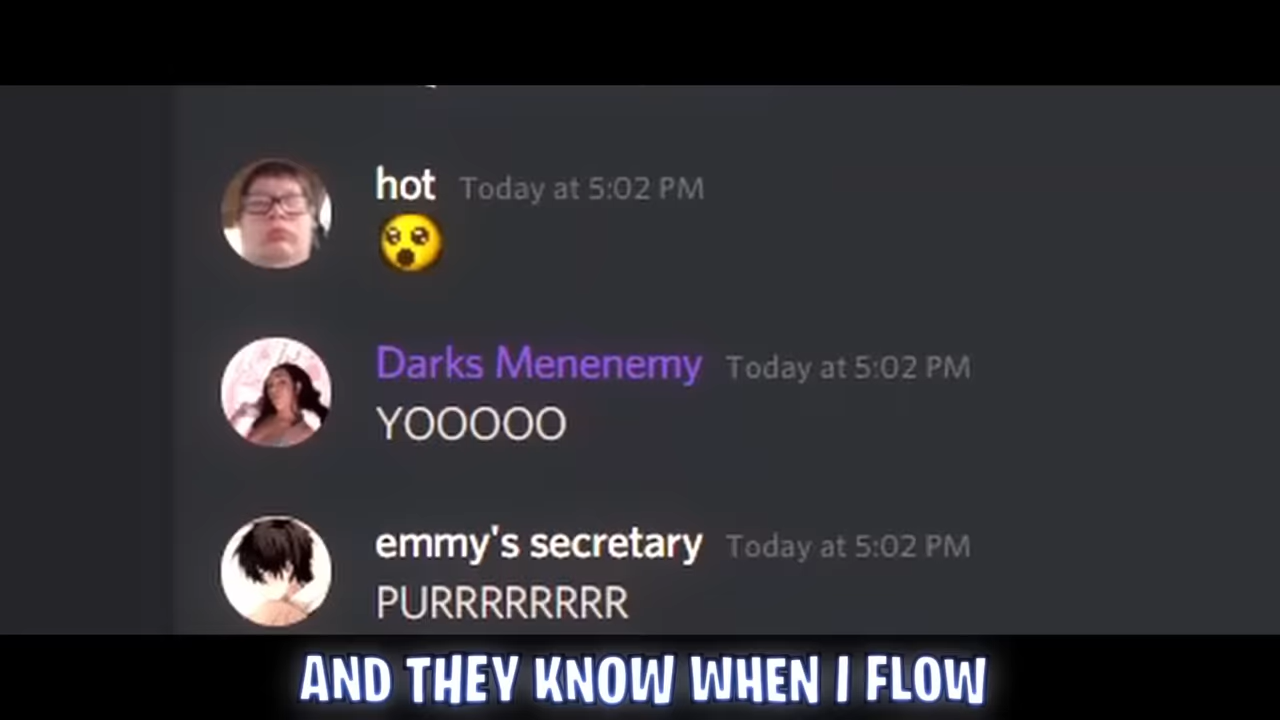 hot Today at 5:02 PM
😮
Darks Menenemy Today at 5:02 PM
YOOOOO
emmy's secretary Today at 5:02 PM
PURRRRRRRR
AND THEY KNOW WHEN I FLOW